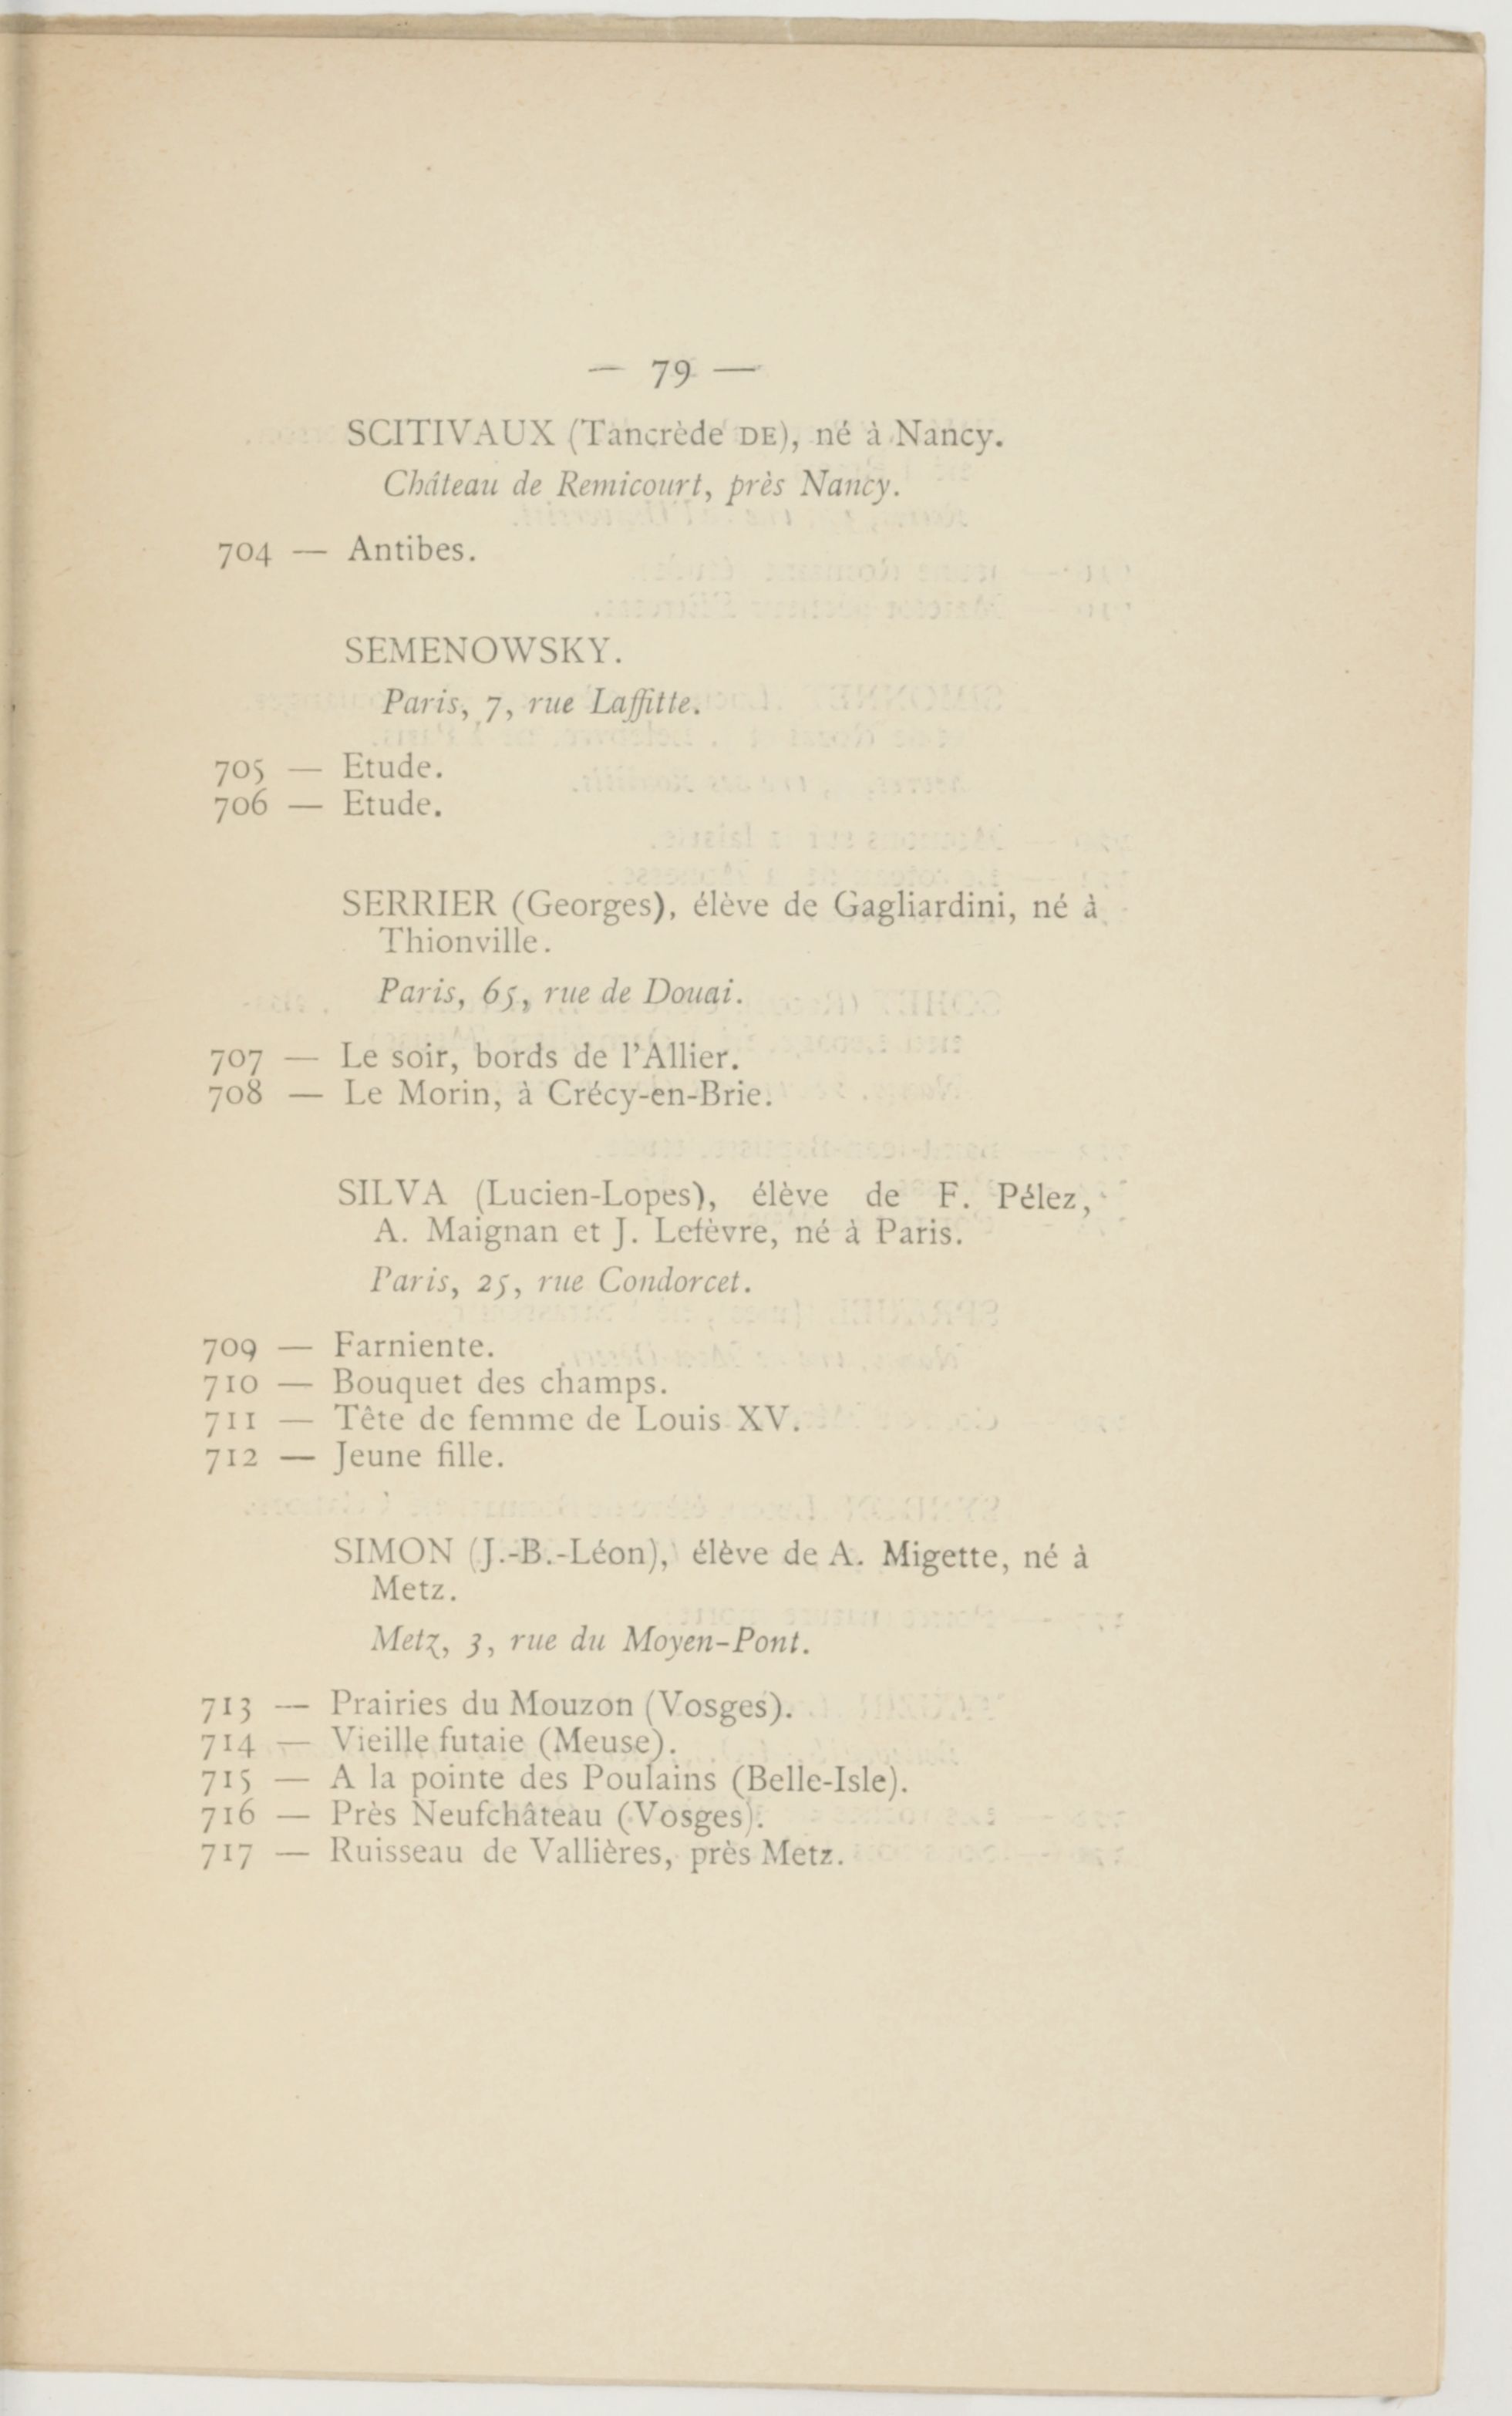 — 79 —
SCITIVAUX (Tancrède DE), né à Nancy.
Château de Remicourt, près Nancy.
704 — Antibes.
SEMENOWSKY.
Paris, 7, rue Laffitte.
705 — Etude.
706 — Etude.
SERRIER (Georges), élève de Gagliardini, né à
Thionville.
Paris, 65, rue de Douai.
707 — Le soir, bords de l'Allier.
708 — Le Morin, à Crécy-en-Brie.
SILVA (Lucien-Lopes), élève de F. Pélez,
A. Maignan et J. Lefèvre, né à Paris.
Paris, 25, rue Condorcet.
709 — Farniente.
710 — Bouquet des champs.
711 — Tête de femme de Louis XV.
712 — Jeune fille.
SIMON (J.-B.-Léon), élève de A. Migette, né à
Metz.
Metz, 3, rue du Moyen-Pont.
713 — Prairies du Mouzon (Vosges).
714 — Vieille futaie (Meuse).
715 — A la pointe des Poulains (Belle-Isle).
716 — Près Neufchâteau (Vosges).
717 — Ruisseau de Vallières, près Metz.